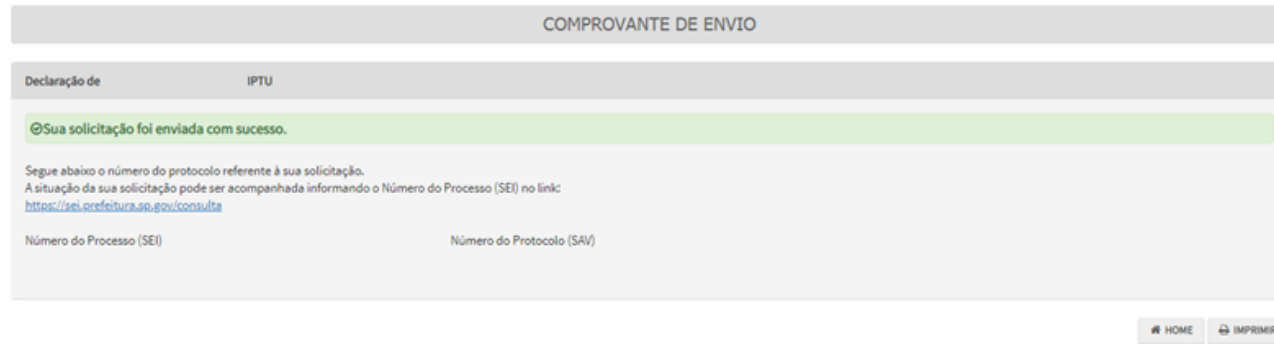 COMPROVANTE DE ENVIO
Declaração de IPTU
Sua solicitação foi enviada com sucesso.
Segue abaixo o número do protocolo referente à sua solicitação.
A situação da sua solicitação pode ser acompanhada informando o Número do Processo (SEI) no link:
https://sei.prefeitura.sp.gov/consulta
Número do Processo (SEI) Número do Protocolo (SAV)
HOME IMPRIMIR